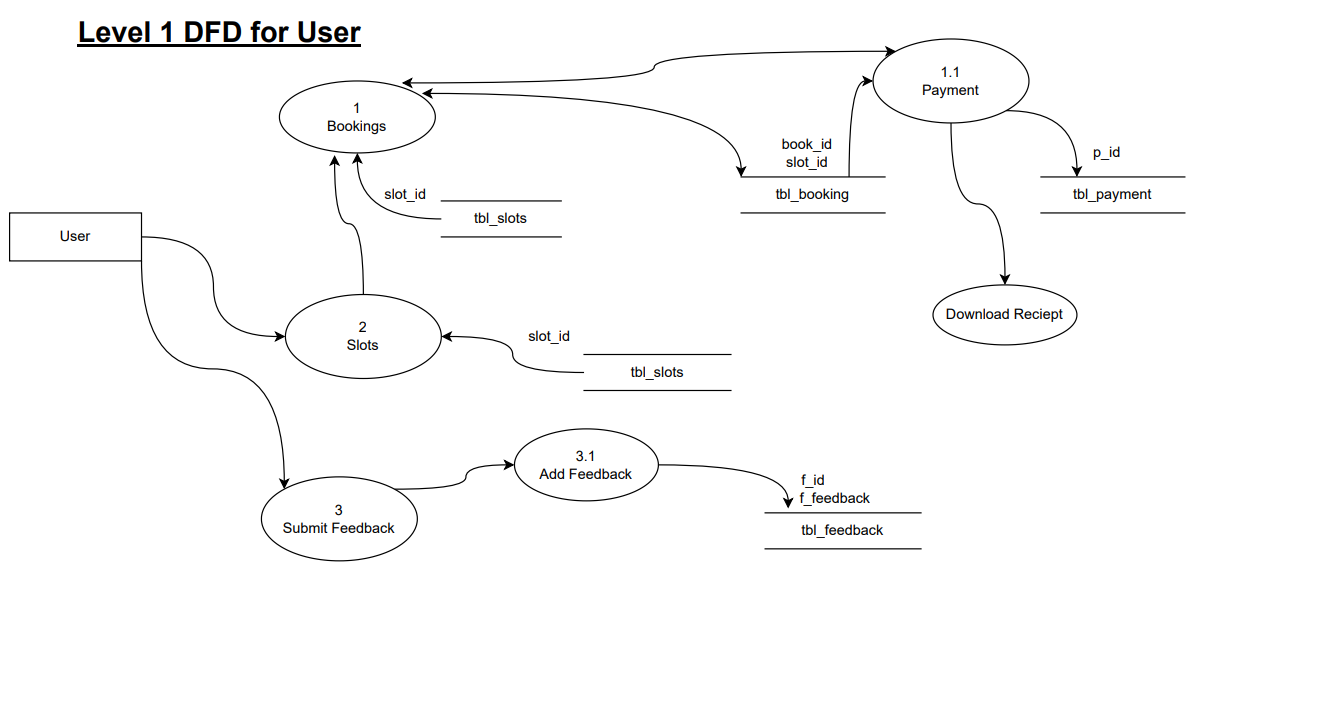 Level 1 DFD for User
1
Bookings
1.1
Payment
book_id
slot_id
p_id
tbl_booking
tbl_payment
slot_id
tbl_slots
User
2
Slots
slot_id
tbl_slots
Download Reciept
3.1
Add Feedback
f_id
f_feedback
tbl_feedback
3
Submit Feedback